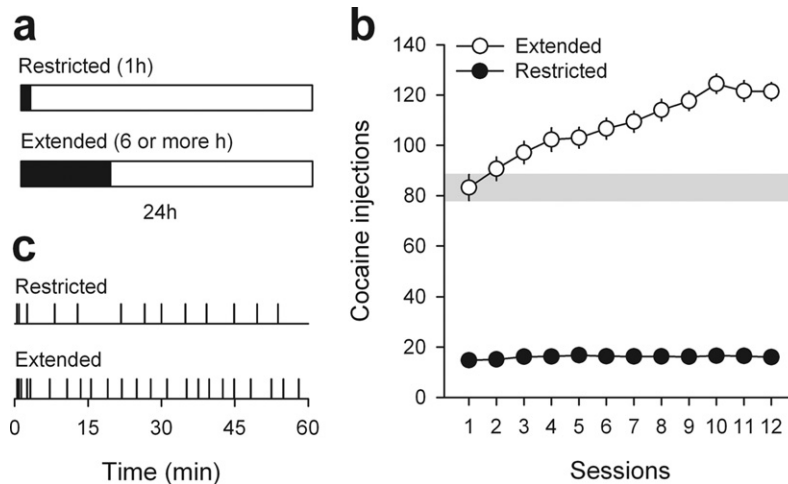 a
Restricted (1h)
Extended (6 or more h)
24h
b
Extended
Restricted
140
120
100
80
60
40
20
0
Cocaine injections
1 2 3 4 5 6 7 8 9 10 11 12
Sessions
c
Restricted
Extended
0 15 30 45 60
Time (min)